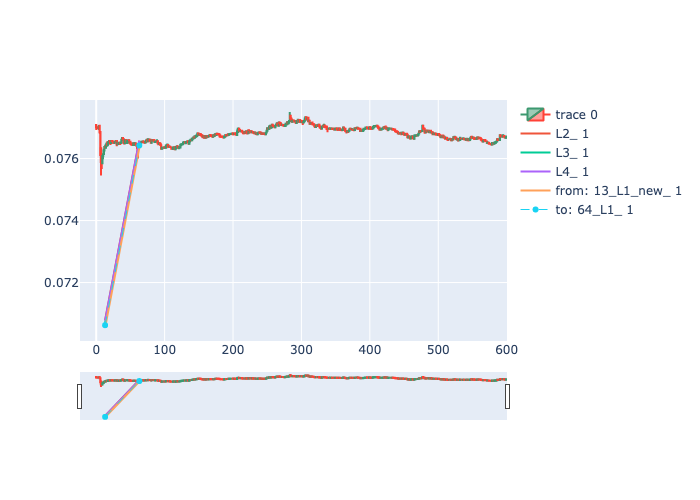 trace 0
L2_ 1
L3_ 1
L4_ 1
from: 13_L1_new_ 1
to: 64_L1_ 1
0.076
0.074
0.072
0 100 200 300 400 500 600